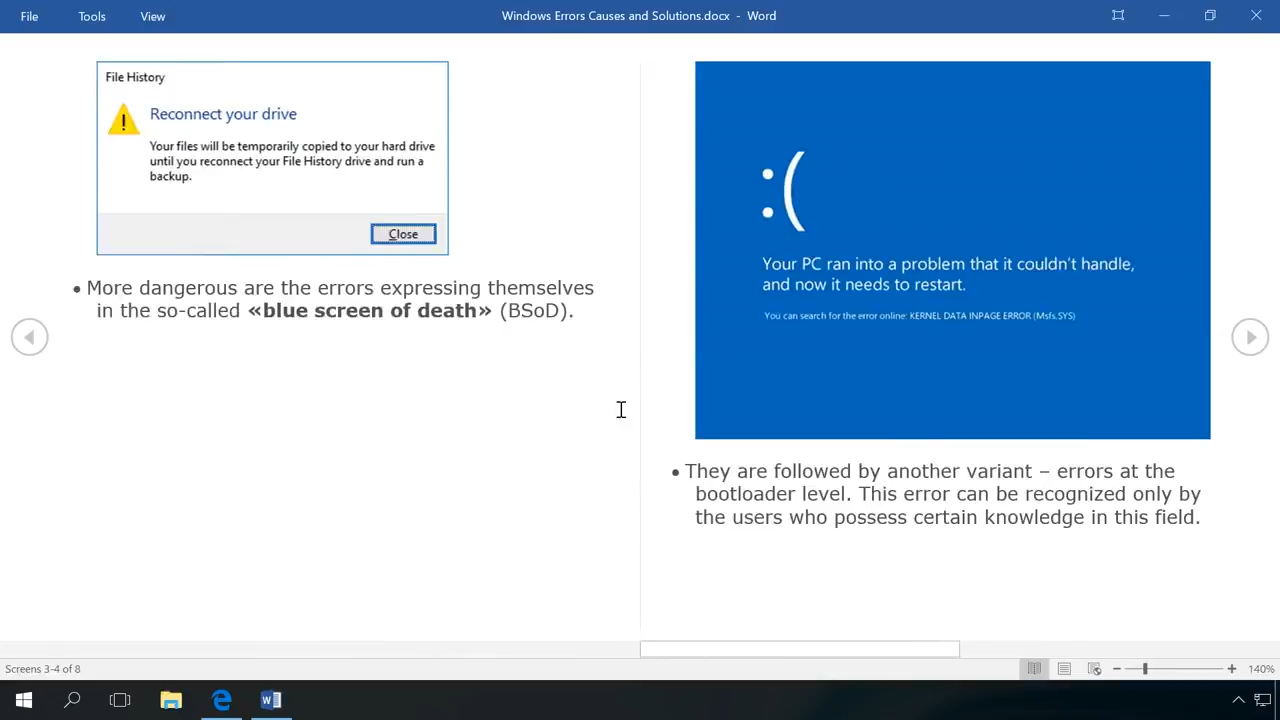 File
Tools
View
Windows Errors Causes and Solutions.docx - Word
File History
Reconnect your drive
Your files will be temporarily copied to your hard drive
until you reconnect your File History drive and run a
backup.
Close
• More dangerous are the errors expressing themselves
in the so-called «blue screen of death» (BSoD).
:(
Your PC ran into a problem that it couldn't handle,
and now it needs to restart.
You can search for the error online: KERNEL DATA INPAGE ERROR (Msfs.SYS)
• They are followed by another variant – errors at the
bootloader level. This error can be recognized only by
the users who possess certain knowledge in this field.
Screens 3-4 of 8
140%